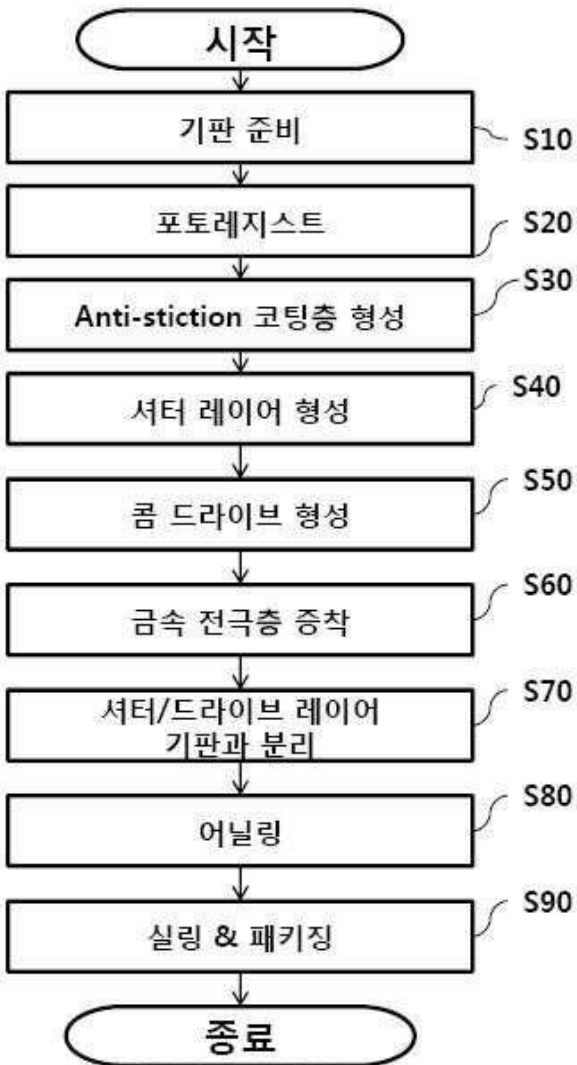 시작
기판 준비
S10
포토레지스트
S20
S30
Anti-stiction 코팅층 형성
S40
셔터 레이어 형성
S50
콤 드라이브 형성
S60
금속 전극층 증착
S70
셔터/드라이브 레이어
기판과 분리
S80
어닐링
S90
실링 & 패키징
종료